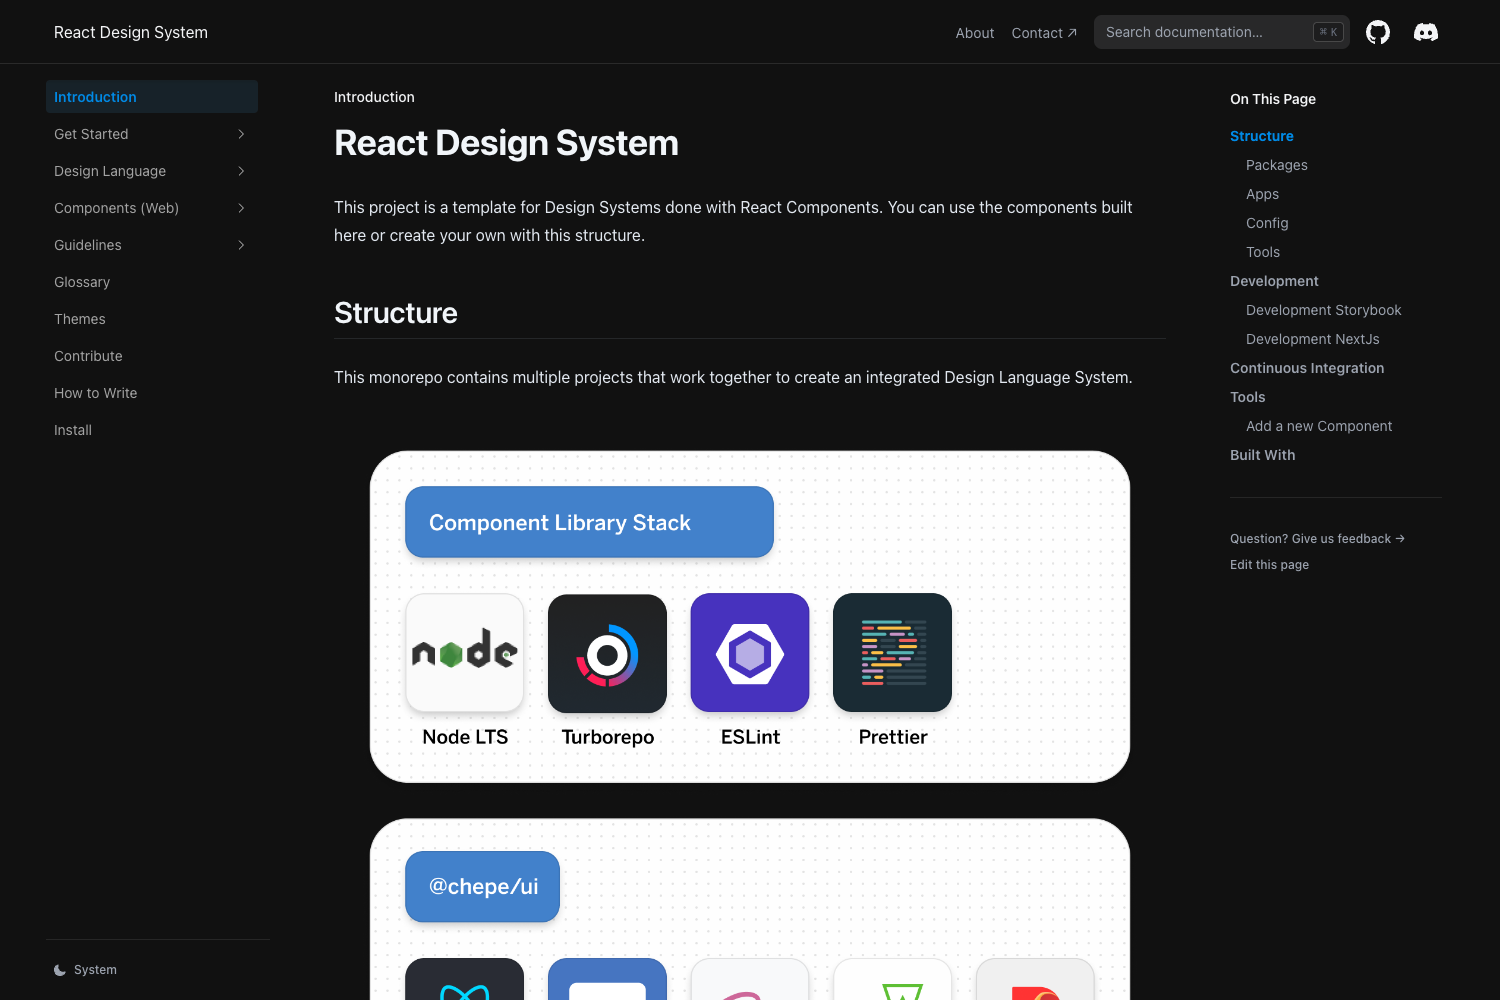 React Design System
About
Contact ↗
Search documentation...
⌘ K
Introduction
Get Started
Design Language
Components (Web)
Guidelines
Glossary
Themes
Contribute
How to Write
Install
System
Introduction
React Design System
This project is a template for Design Systems done with React Components. You can use the components built
here or create your own with this structure.
Structure
This monorepo contains multiple projects that work together to create an integrated Design Language System.
Component Library Stack
node
Node LTS
Turborepo
ESLint
Prettier
@chepe/ui
On This Page
Structure
Packages
Apps
Config
Tools
Development
Development Storybook
Development NextJs
Continuous Integration
Tools
Add a new Component
Built With
Question? Give us feedback →
Edit this page